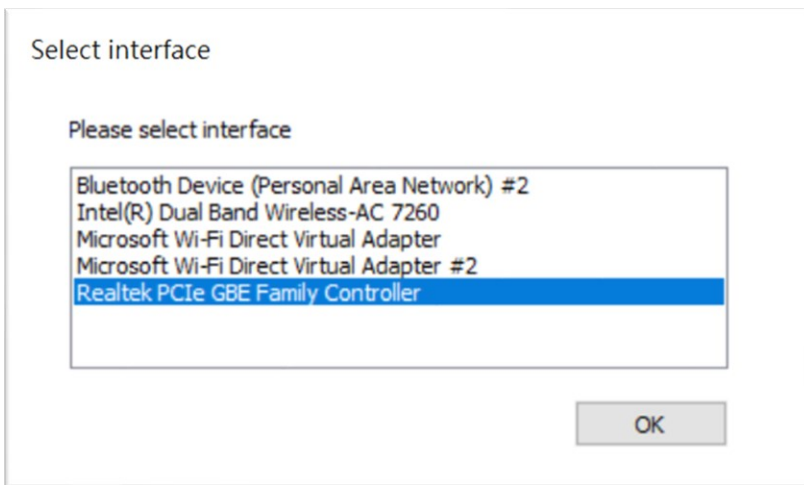 Select interface
Please select interface
Bluetooth Device (Personal Area Network) #2
Intel(R) Dual Band Wireless-AC 7260
Microsoft Wi-Fi Direct Virtual Adapter
Microsoft Wi-Fi Direct Virtual Adapter #2
Realtek PCIe GBE Family Controller
OK